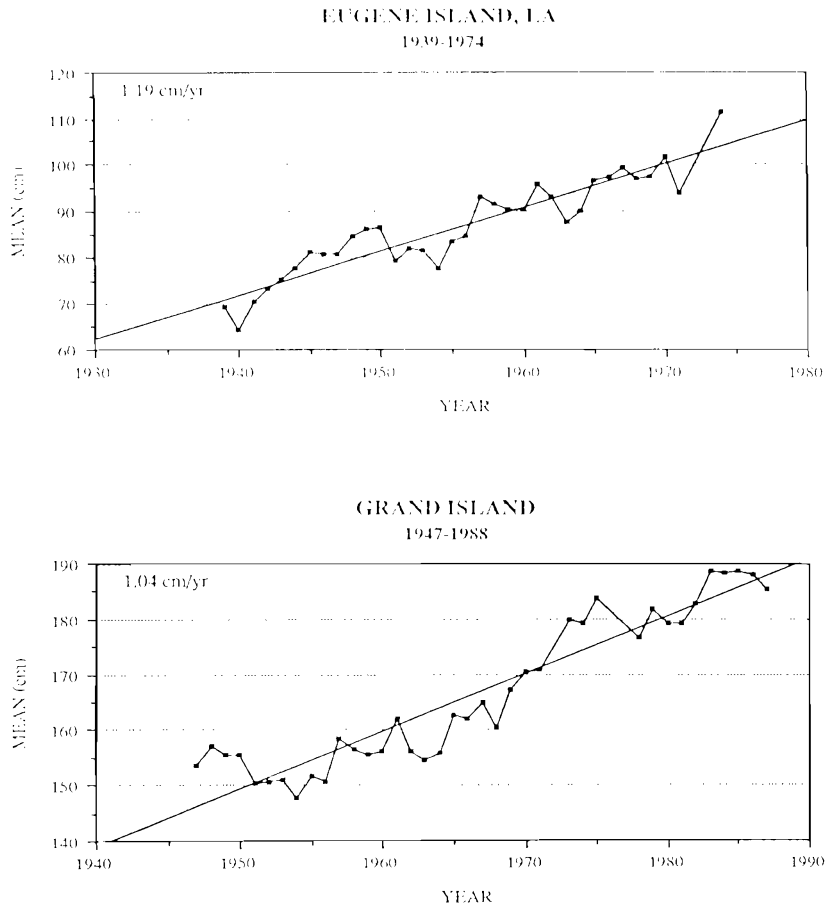 EUGENE ISLAND, LA
1939-1974
1.19 cm/yr
120
110
100
90
80
70
60
MEAN (cm)
1930 1940 1950 1960 1970 1980
YEAR
GRAND ISLAND
1947-1988
1.04 cm/yr
190
180
170
160
150
140
MEAN (cm)
1940 1950 1960 1970 1980 1990
YEAR